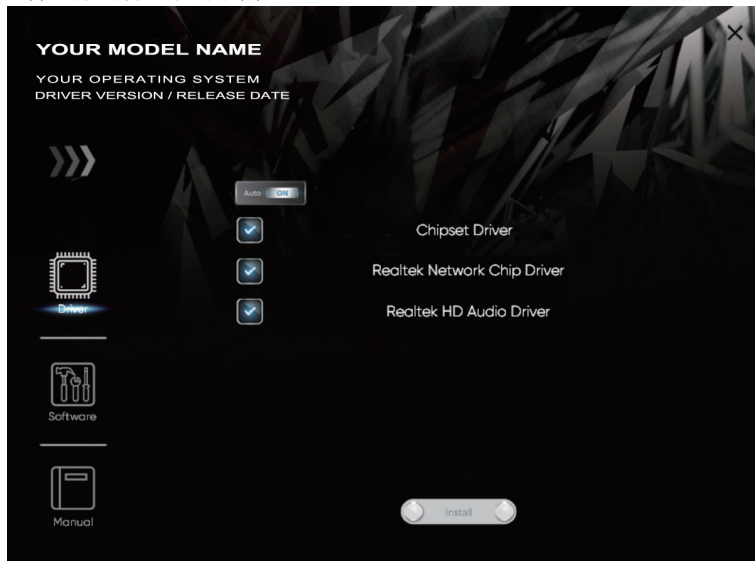 YOUR MODEL NAME
YOUR OPERATING SYSTEM
DRIVER VERSION / RELEASE DATE
Auto ON
Chipset Driver
Realtek Network Chip Driver
Realtek HD Audio Driver
Driver
Software
Manual
Install